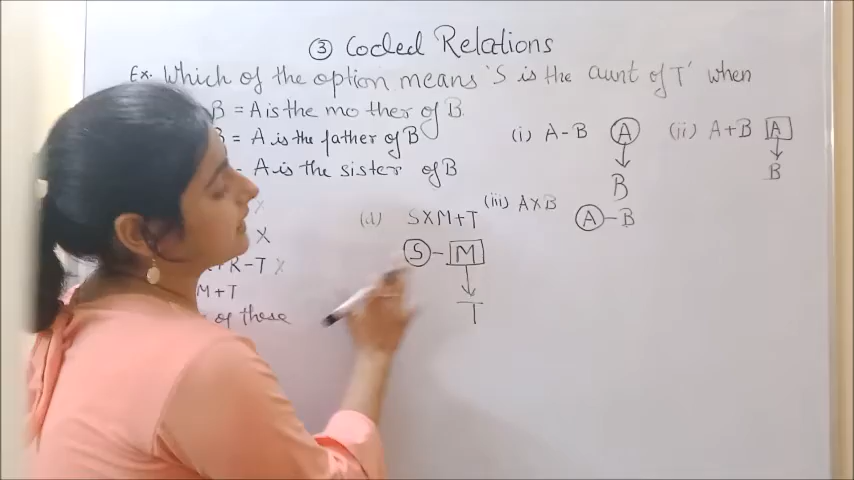 ③ Coded Relations
Ex. Which of the option means 'S is the aunt of T' when
B = A is the mother of B.
B = A is the father of B
- A is the sister of B
(i) A-B
A
B
(ii) A+B
A
B
(iii) A×B
A-B
X
X
+R-T X
M+T
of these
(d) S×M+T
S-M
T